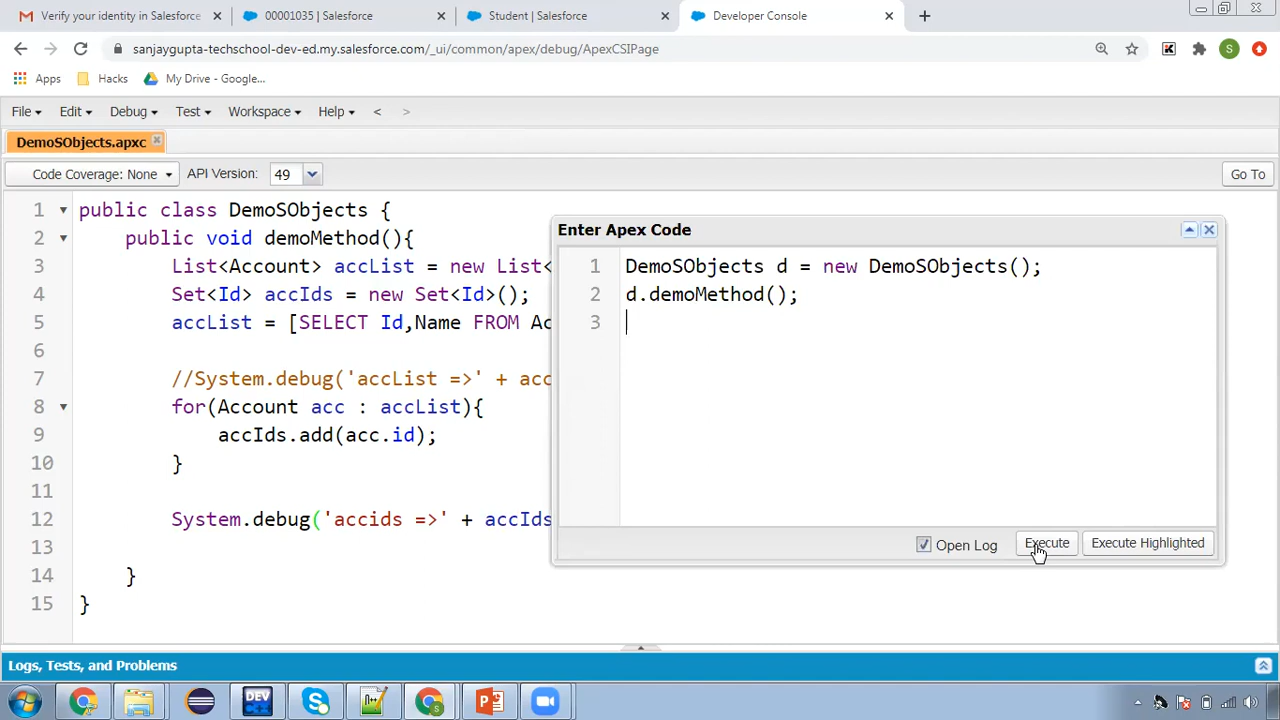 Verify your identity in Salesforce
00001035 | Salesforce
Student | Salesforce
Developer Console
sanjaygupta-techschool-dev-ed.my.salesforce.com/_ui/common/apex/debug/ApexCSIPage
S
Apps
Hacks
My Drive - Google...
File
Edit
Debug
Test
Workspace
Help
<
>
DemoSObjects.apxc
Code Coverage: None
API Version:
49
Go To
1 public class DemoSObjects {
2 public void demoMethod(){
3 List<Account> accList = new List<
4 Set<Id> accIds = new Set<Id>();
5 accList = [SELECT Id,Name FROM Ac
6
7 //System.debug('accList =>' + acc
8 for(Account acc : accList){
9 accIds.add(acc.id);
10 }
11
12 System.debug('accids =>' + accIds
13
14 }
15 }
Enter Apex Code
1 DemoSObjects d = new DemoSObjects();
2 d.demoMethod();
3
Open Log
Execute
Execute Highlighted
Logs, Tests, and Problems
DEV
C++